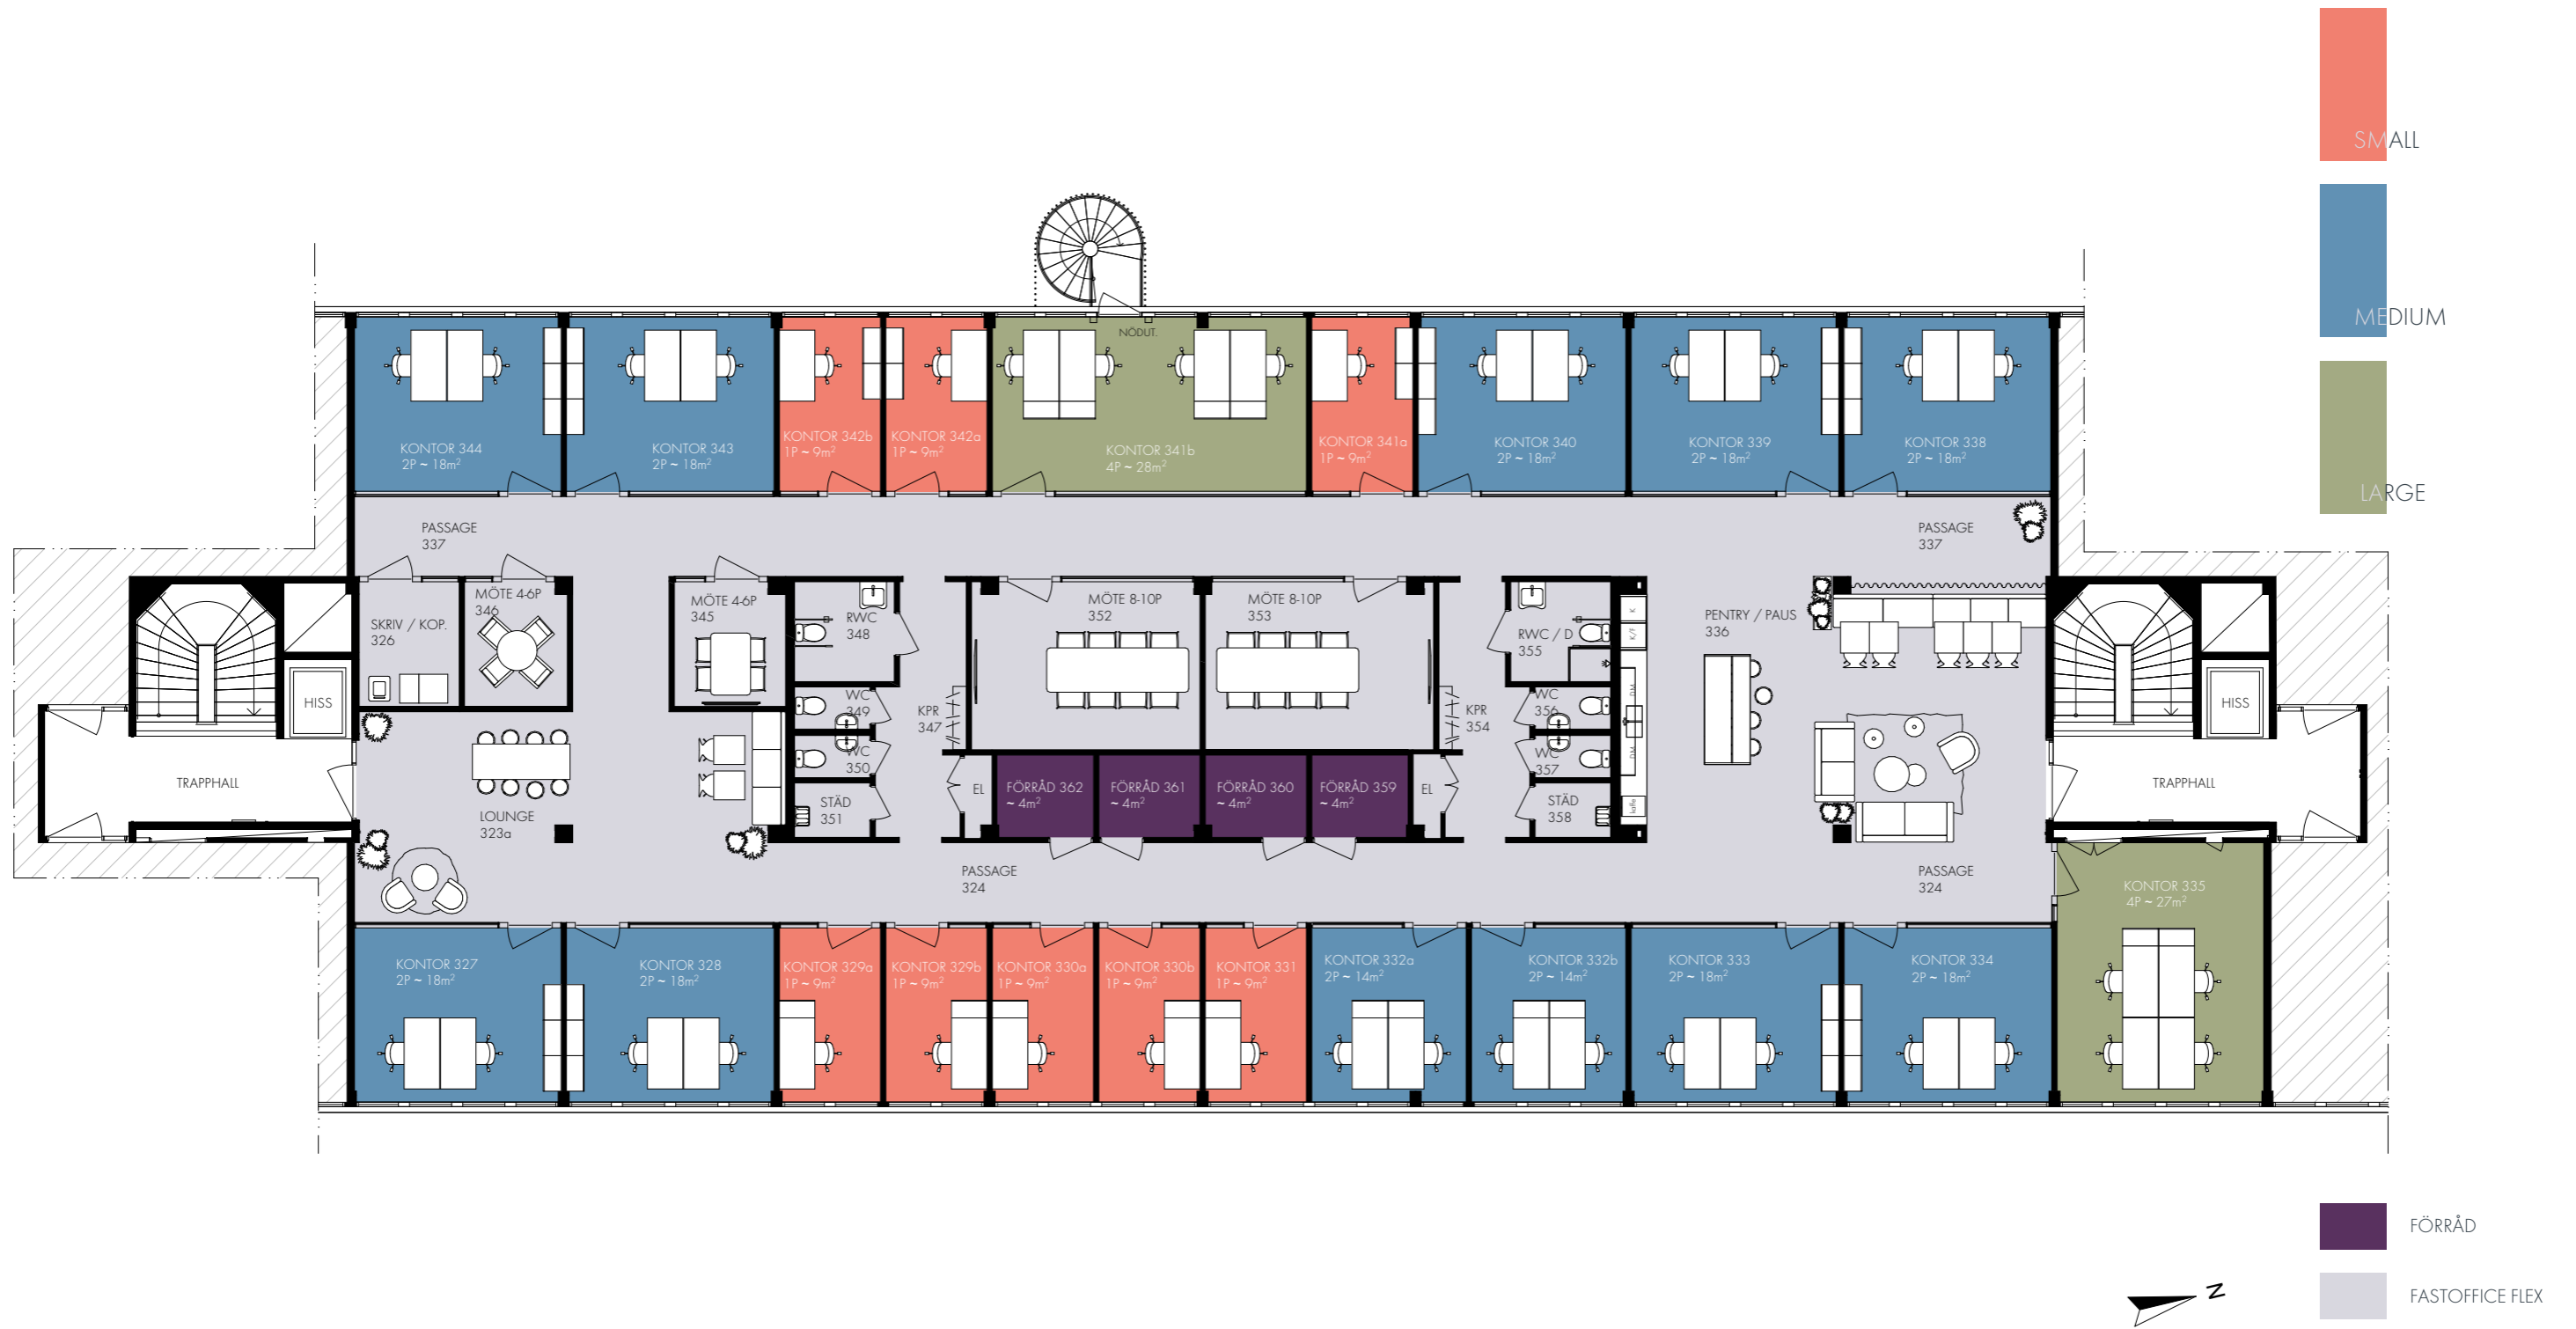 SMALL
MEDIUM
LARGE
NÖDUT.
KONTOR 344
2P ~ 18m²
KONTOR 343
2P ~ 18m²
KONTOR 342b
1P ~ 9m²
KONTOR 342a
1P ~ 9m²
KONTOR 341b
4P ~ 28m²
KONTOR 341a
1P ~ 9m²
KONTOR 340
2P ~ 18m²
KONTOR 339
2P ~ 18m²
KONTOR 338
2P ~ 18m²
PASSAGE
337
PASSAGE
337
SKRIV / KOP.
326
MÖTE 4-6P
346
MÖTE 4-6P
345
RWC
348
WC
349
WC
350
STÄD
351
KPR
347
MÖTE 8-10P
352
MÖTE 8-10P
353
KPR
354
RWC / D
355
WC
356
WC
357
STÄD
358
K
K/F
DM
DM
kaffe
PENTRY / PAUS
336
HISS
HISS
TRAPPHALL
TRAPPHALL
LOUNGE
323a
EL
FÖRRÅD 362
~ 4m²
FÖRRÅD 361
~ 4m²
FÖRRÅD 360
~ 4m²
FÖRRÅD 359
~ 4m²
EL
PASSAGE
324
PASSAGE
324
KONTOR 335
4P ~ 27m²
KONTOR 327
2P ~ 18m²
KONTOR 328
2P ~ 18m²
KONTOR 329a
1P ~ 9m²
KONTOR 329b
1P ~ 9m²
KONTOR 330a
1P ~ 9m²
KONTOR 330b
1P ~ 9m²
KONTOR 331
1P ~ 9m²
KONTOR 332a
2P ~ 14m²
KONTOR 332b
2P ~ 14m²
KONTOR 333
2P ~ 18m²
KONTOR 334
2P ~ 18m²
FÖRRÅD
FASTOFFICE FLEX
N